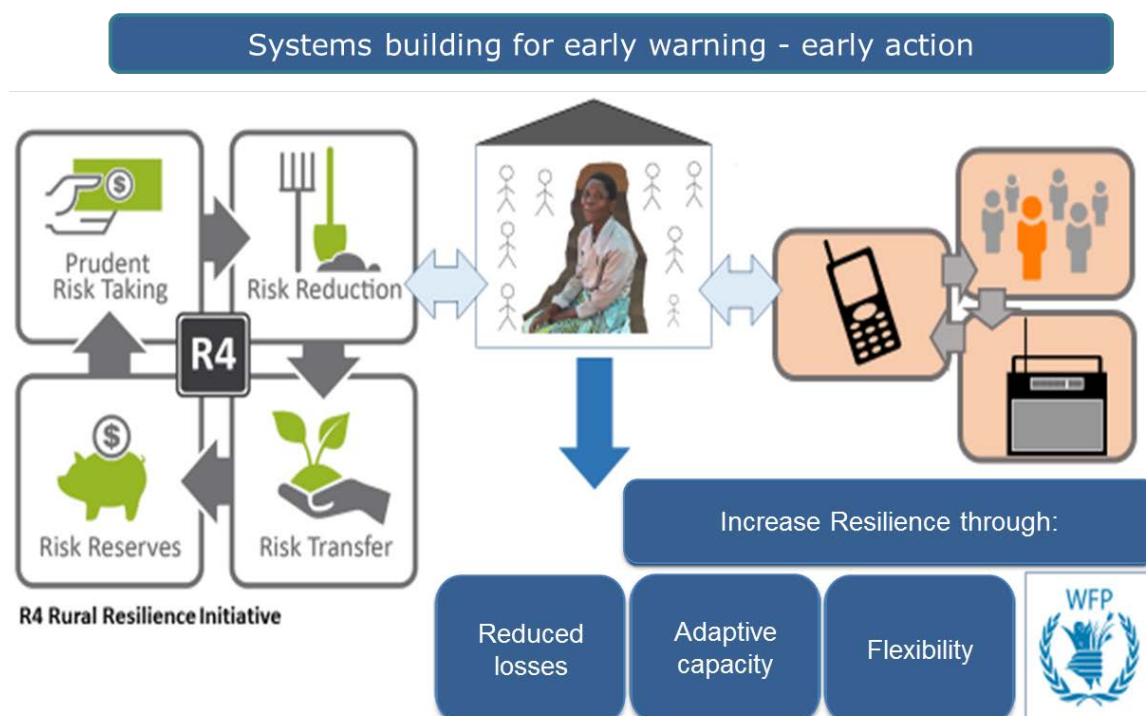 Systems building for early warning - early action
$
Prudent
Risk Taking
Risk Reduction
R4
$
Risk Reserves
Risk Transfer
R4 Rural Resilience Initiative
Increase Resilience through:
Reduced
losses
Adaptive
capacity
Flexibility
WFP